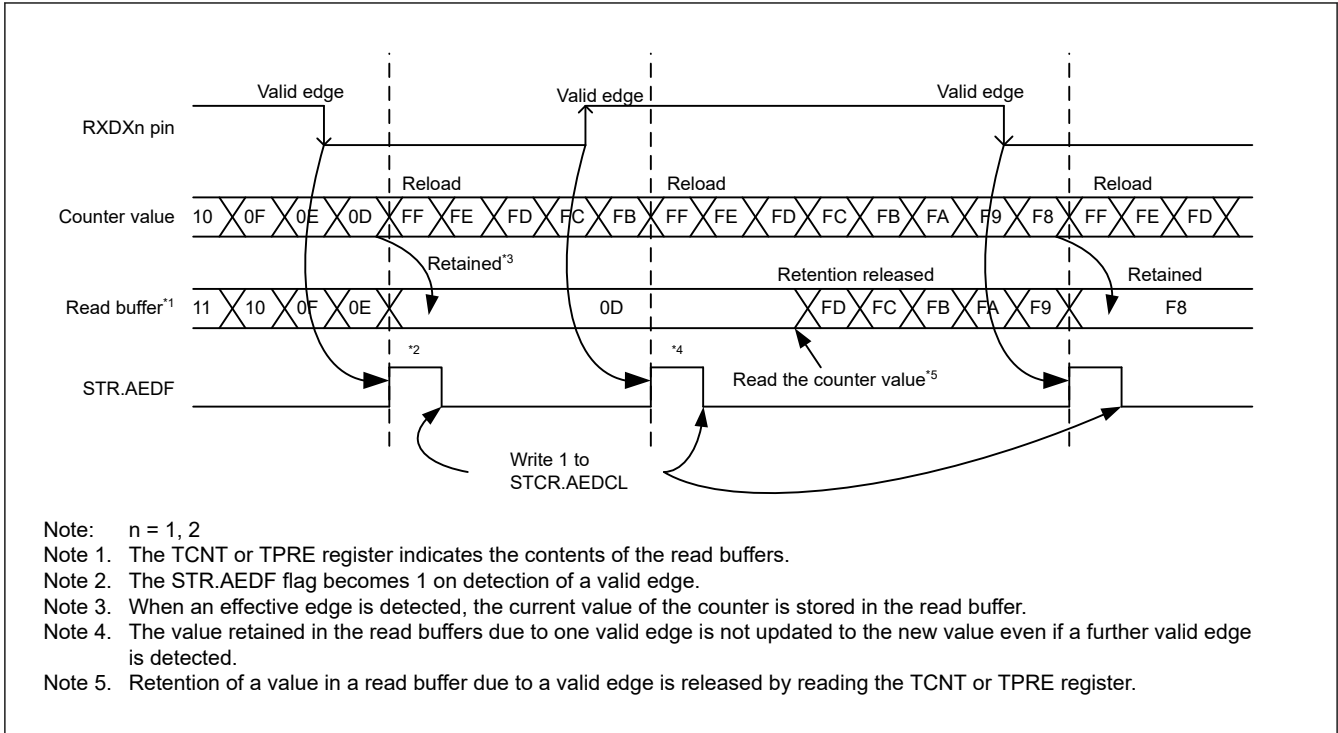 Valid edge Valid edge Valid edge
RXDXn pin
Reload Reload Reload
Counter value 10 0F 0E 0D FF FE FD FC FB FF FE FD FC FB FA F9 F8 FF FE FD
Retained*3 Retention released Retained
Read buffer*1 11 10 0F 0E 0D FD FC FB FA F9 F8
*2 *4
STR.AEDF Read the counter value*5
Write 1 to
STCR.AEDCL
Note: n = 1, 2
Note 1. The TCNT or TPRE register indicates the contents of the read buffers.
Note 2. The STR.AEDF flag becomes 1 on detection of a valid edge.
Note 3. When an effective edge is detected, the current value of the counter is stored in the read buffer.
Note 4. The value retained in the read buffers due to one valid edge is not updated to the new value even if a further valid edge
is detected.
Note 5. Retention of a value in a read buffer due to a valid edge is released by reading the TCNT or TPRE register.